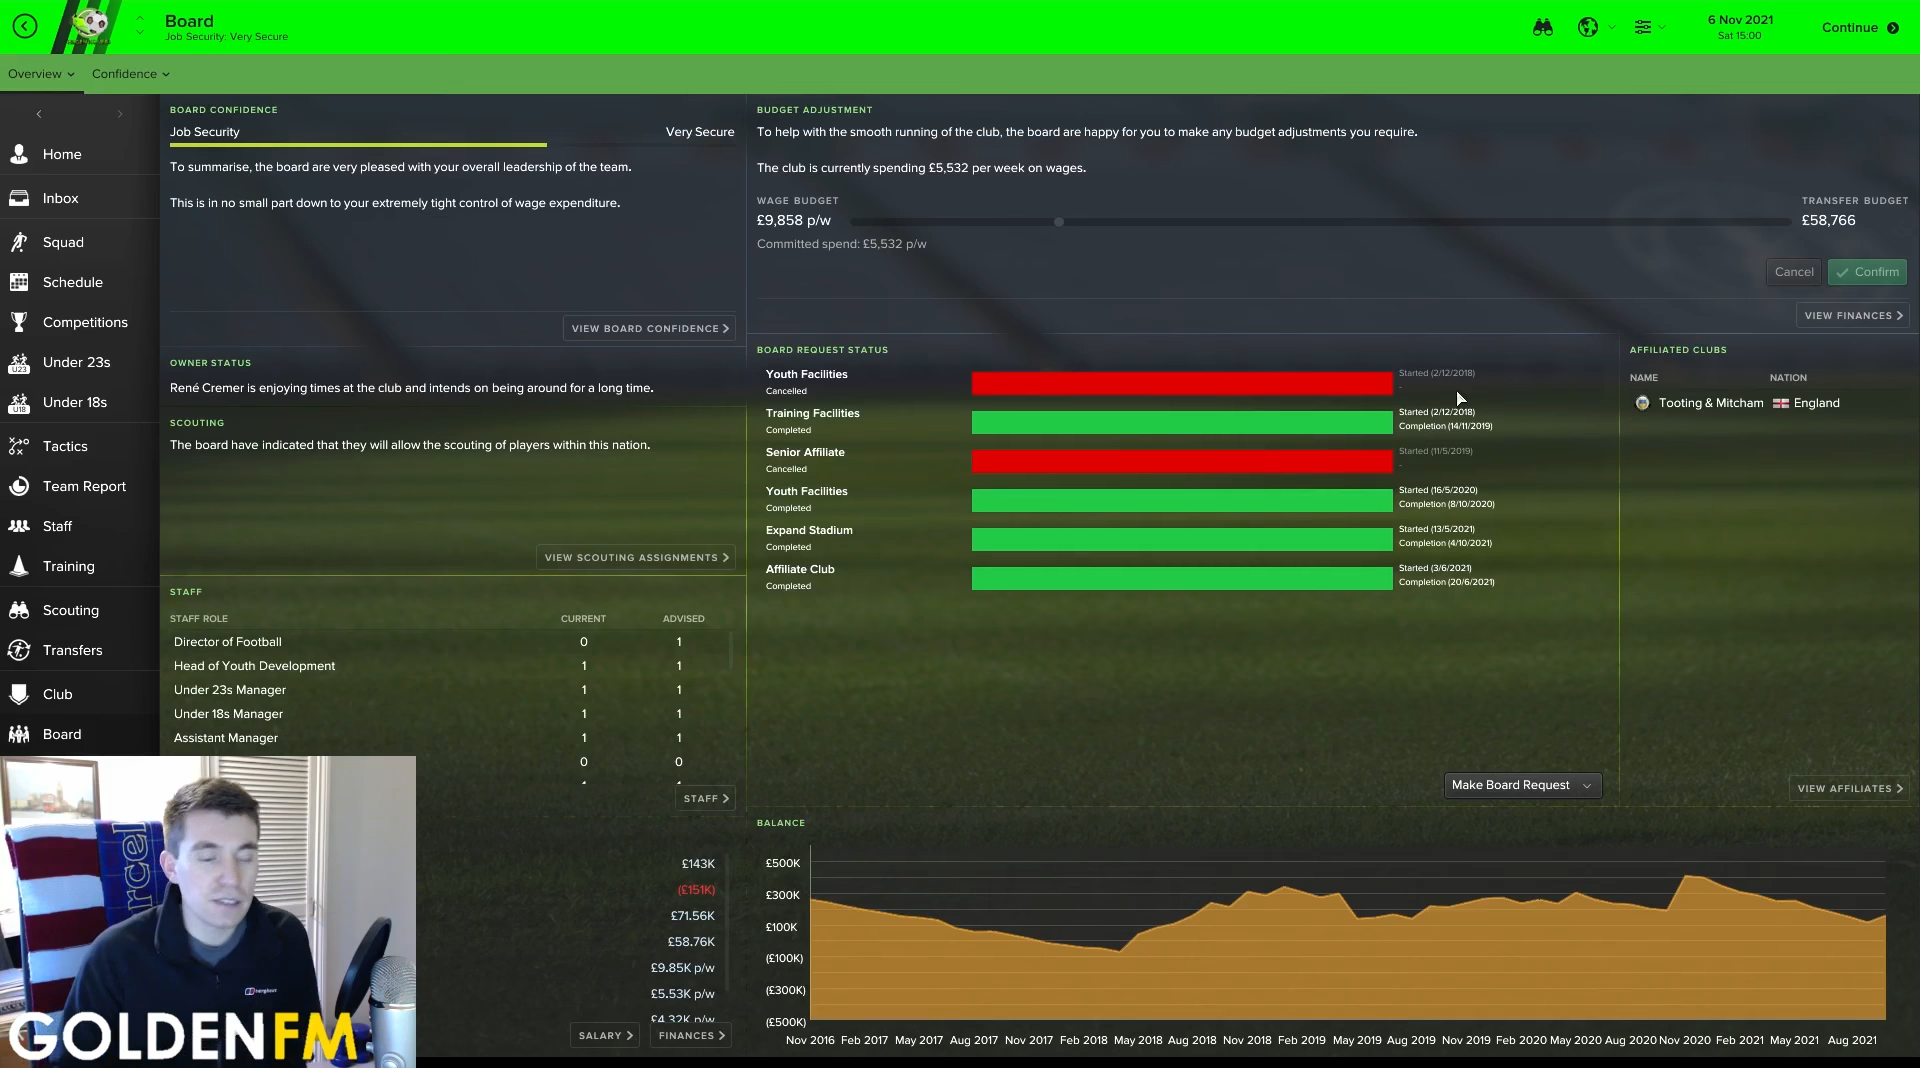 Board
Job Security: Very Secure
6 Nov 2021
Sat 15:00
Continue
Overview
Confidence
Home
Inbox
Squad
Schedule
Competitions
U23
Under 23s
U18
Under 18s
Tactics
Team Report
Staff
Training
Scouting
Transfers
Club
Board
BOARD CONFIDENCE
Job Security Very Secure
To summarise, the board are very pleased with your overall leadership of the team.
This is in no small part down to your extremely tight control of wage expenditure.
VIEW BOARD CONFIDENCE
OWNER STATUS
René Cremer is enjoying times at the club and intends on being around for a long time.
SCOUTING
The board have indicated that they will allow the scouting of players within this nation.
VIEW SCOUTING ASSIGNMENTS
STAFF
STAFF ROLE CURRENT ADVISED
Director of Football 0 1
Head of Youth Development 1 1
Under 23s Manager 1 1
Under 18s Manager 1 1
Assistant Manager 1 1
0 0
STAFF
£143K
(£151K)
£71.56K
£58.76K
£9.85K p/w
£5.53K p/w
£4.32K p/w
SALARY
FINANCES
BUDGET ADJUSTMENT
To help with the smooth running of the club, the board are happy for you to make any budget adjustments you require.
The club is currently spending £5,532 per week on wages.
WAGE BUDGET TRANSFER BUDGET
£9,858 p/w £58,766
Committed spend: £5,532 p/w
Cancel Confirm
VIEW FINANCES
BOARD REQUEST STATUS
Youth Facilities Started (2/12/2018)
Cancelled -
Training Facilities Started (2/12/2018)
Completed Completion (14/11/2019)
Senior Affiliate Started (11/5/2019)
Cancelled -
Youth Facilities Started (16/5/2020)
Completed Completion (8/10/2020)
Expand Stadium Started (13/5/2021)
Completed Completion (4/10/2021)
Affiliate Club Started (3/6/2021)
Completed Completion (20/6/2021)
Make Board Request
AFFILIATED CLUBS
NAME NATION
Tooting & Mitcham England
VIEW AFFILIATES
BALANCE
£500K
£300K
£100K
(£100K)
(£300K)
(£500K)
Nov 2016 Feb 2017 May 2017 Aug 2017 Nov 2017 Feb 2018 May 2018 Aug 2018 Nov 2018 Feb 2019 May 2019 Aug 2019 Nov 2019 Feb 2020 May 2020 Aug 2020 Nov 2020 Feb 2021 May 2021 Aug 2021
rcel
berghaus
GOLDENFM